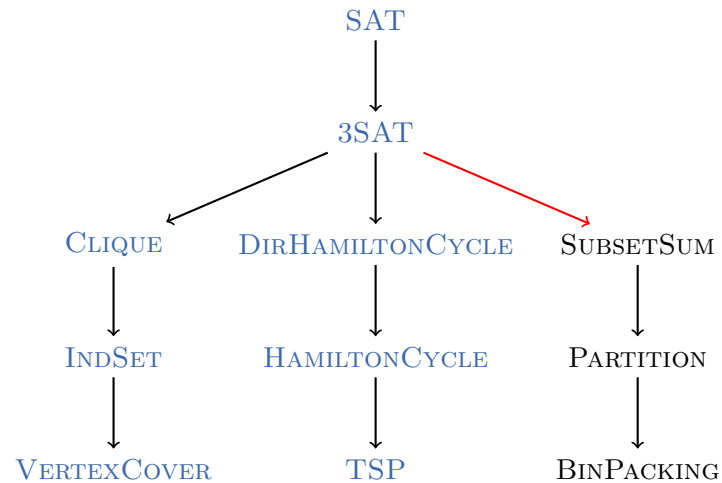 SAT
3SAT
CLIQUE DIRHAMILTONCYCLE SUBSETSUM
INDSET HAMILTONCYCLE PARTITION
VERTEXCOVER TSP BINPACKING